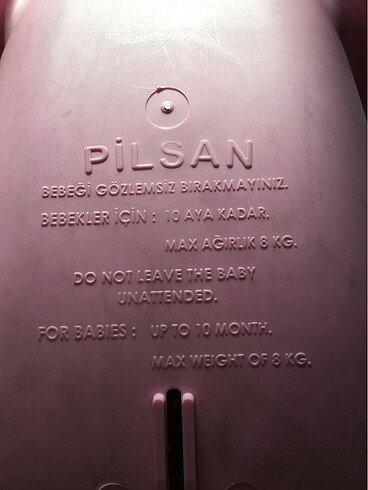 PİLSAN
BEBEĞİ GÖZLEMSİZ BIRAKMAYINIZ.
BEBEKLER İÇİN : 10 AYA KADAR.
MAX AĞIRLIK 8 KG.
DO NOT LEAVE THE BABY
UNATTENDED.
FOR BABIES : UP TO 10 MONTH.
MAX WEIGHT OF 8 KG.